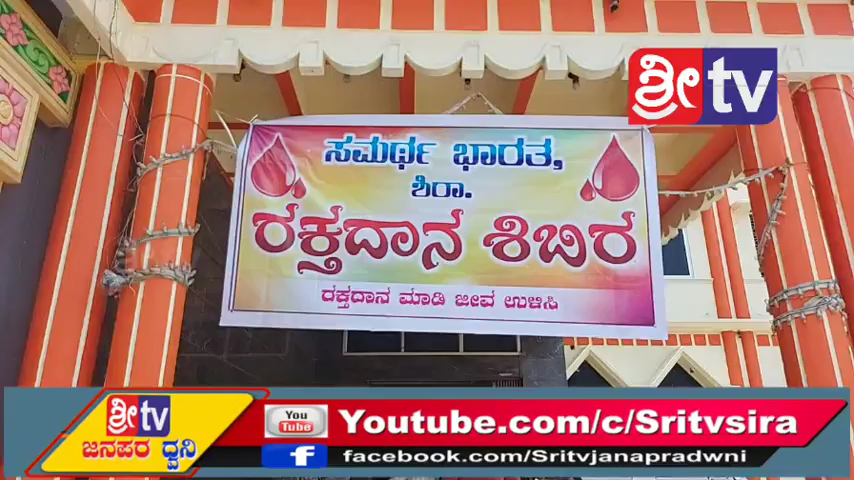 ಶ್ರೀ tv
ಸಮರ್ಥ ಭಾರತ,
ಶಿರಾ.
ರಕ್ತದಾನ ಶಿಬಿರ
ರಕ್ತದಾನ ಮಾಡಿ ಜೀವ ಉಳಿಸಿ
ಶ್ರೀ tv
ಜನಪರ ಧ್ವನಿ
You Tube Youtube.com/c/Sritvsira
f facebook.com/Sritvjanapradwni